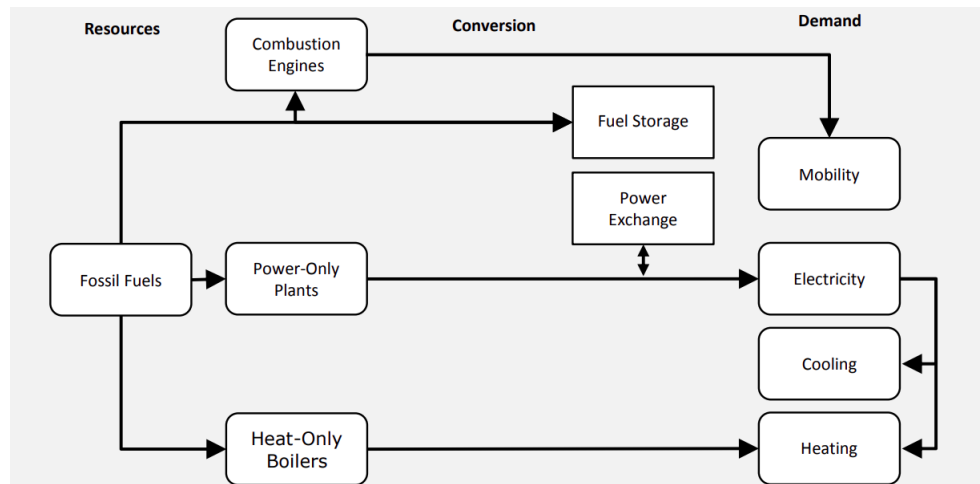 Resources
Conversion
Demand
Combustion
Engines
Fuel Storage
Mobility
Power
Exchange
Fossil Fuels
Power-Only
Plants
Electricity
Cooling
Heat-Only
Boilers
Heating